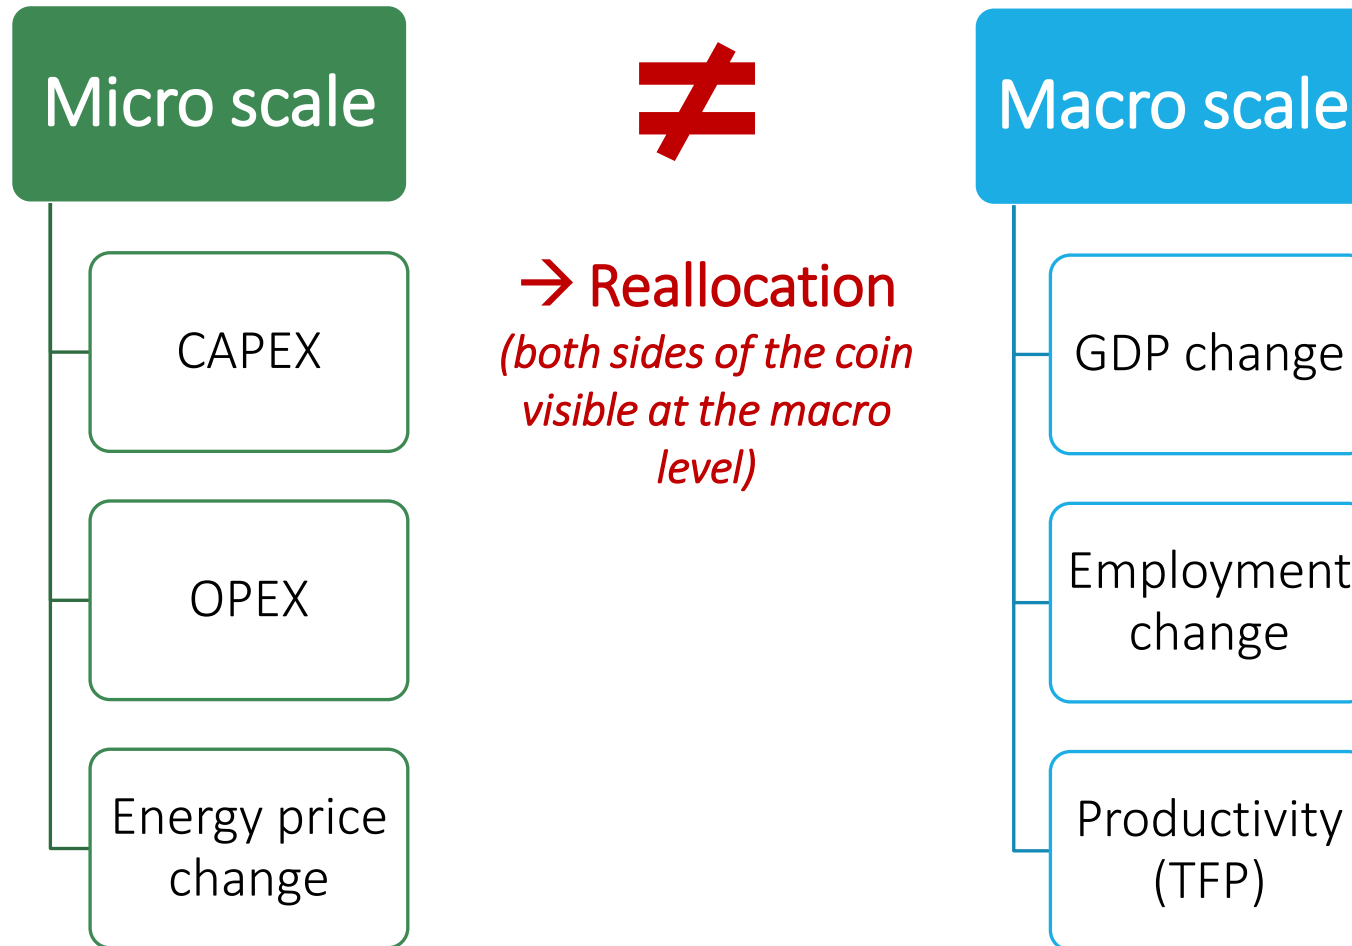 Micro scale
≠
Macro scale
CAPEX
OPEX
Energy price
change
→ Reallocation
(both sides of the coin
visible at the macro
level)
GDP change
Employment
change
Productivity
(TFP)